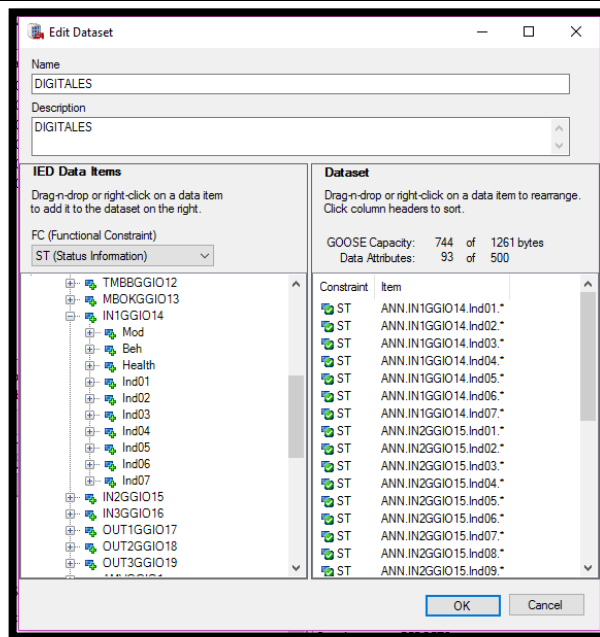 Edit Dataset
Name
DIGITALES
Description
DIGITALES
IED Data Items
Drag-n-drop or right-click on a data item
to add it to the dataset on the right.
FC (Functional Constraint)
ST (Status Information)
TMBBGGIO12
MBOKGGIO13
IN1GGIO14
Mod
Beh
Health
Ind01
Ind02
Ind03
Ind04
Ind05
Ind06
Ind07
IN2GGIO15
IN3GGIO16
OUT1GGIO17
OUT2GGIO18
OUT3GGIO19
Dataset
Drag-n-drop or right-click on a data item to rearrange.
Click column headers to sort.
GOOSE Capacity: 744 of 1261 bytes
Data Attributes: 93 of 500
Constraint Item
ST ANN.IN1GGIO14.Ind01.*
ST ANN.IN1GGIO14.Ind02.*
ST ANN.IN1GGIO14.Ind03.*
ST ANN.IN1GGIO14.Ind04.*
ST ANN.IN1GGIO14.Ind05.*
ST ANN.IN1GGIO14.Ind06.*
ST ANN.IN1GGIO14.Ind07.*
ST ANN.IN2GGIO15.Ind01.*
ST ANN.IN2GGIO15.Ind02.*
ST ANN.IN2GGIO15.Ind03.*
ST ANN.IN2GGIO15.Ind04.*
ST ANN.IN2GGIO15.Ind05.*
ST ANN.IN2GGIO15.Ind06.*
ST ANN.IN2GGIO15.Ind07.*
ST ANN.IN2GGIO15.Ind08.*
ST ANN.IN2GGIO15.Ind09.*
OK
Cancel